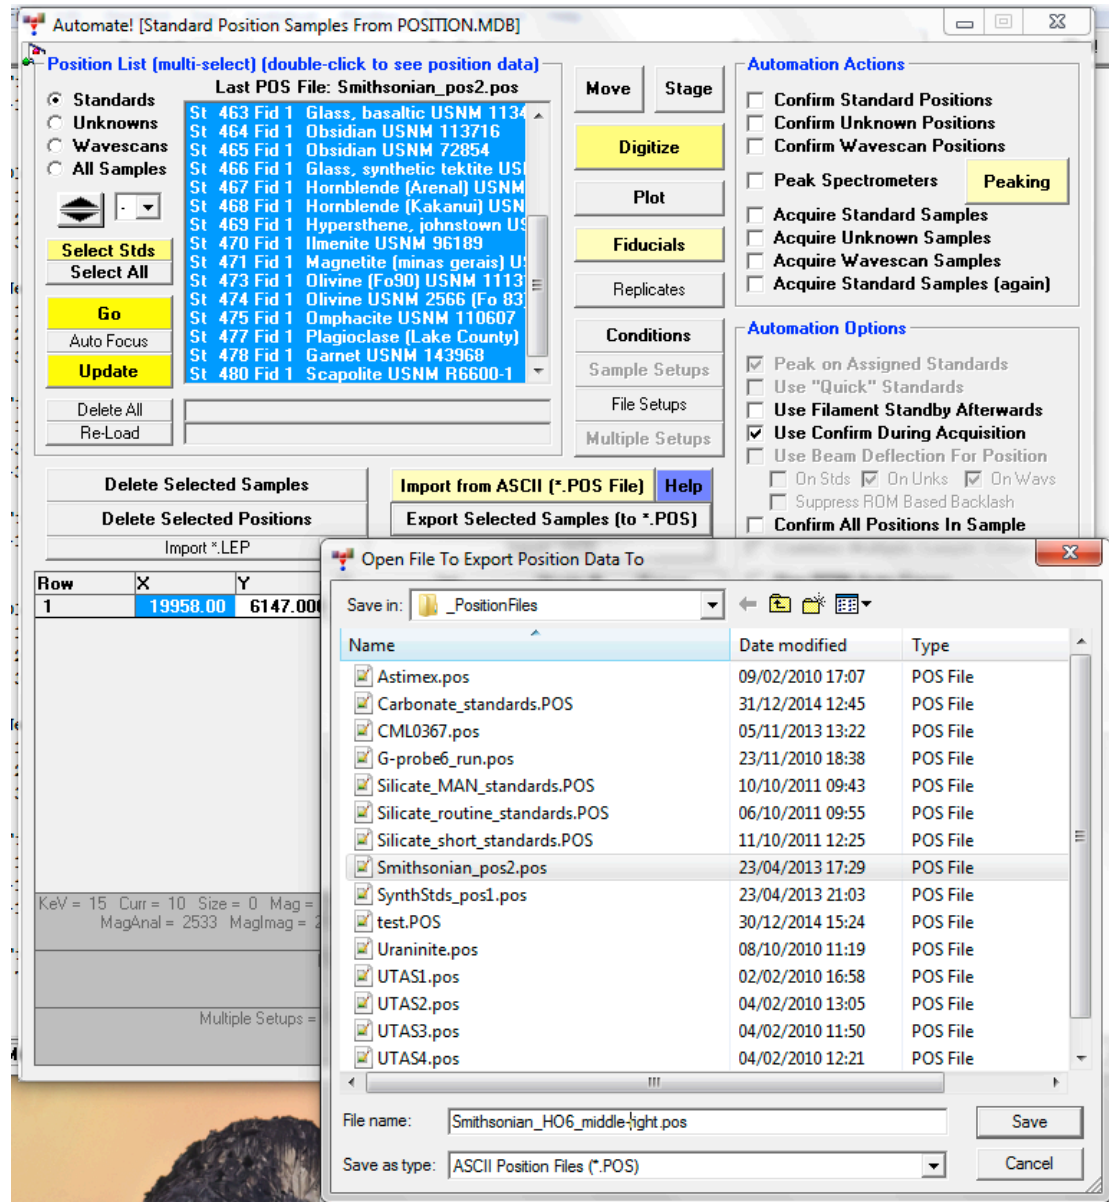 Automate! [Standard Position Samples From POSITION.MDB]
Position List (multi-select) (double-click to see position data)
Last POS File: Smithsonian_pos2.pos
Standards
Unknowns
Wavescans
All Samples
-
Select Stds
Select All
Go
Auto Focus
Update
Delete All
Re-Load
St 463 Fid 1 Glass, basaltic USNM 1134
St 464 Fid 1 Obsidian USNM 113716
St 465 Fid 1 Obsidian USNM 72854
St 466 Fid 1 Glass, synthetic tektite USI
St 467 Fid 1 Hornblende (Arenal) USNM
St 468 Fid 1 Hornblende (Kakanui) USN
St 469 Fid 1 Hypersthene, johnstown US
St 470 Fid 1 Ilmenite USNM 96189
St 471 Fid 1 Magnetite (minas gerais) U
St 473 Fid 1 Olivine (Fo90) USNM 1113
St 474 Fid 1 Olivine USNM 2566 (Fo 83
St 475 Fid 1 Omphacite USNM 110607
St 477 Fid 1 Plagioclase (Lake County)
St 478 Fid 1 Garnet USNM 143968
St 480 Fid 1 Scapolite USNM R6600-1
Move Stage
Digitize
Plot
Fiducials
Replicates
Conditions
Sample Setups
File Setups
Multiple Setups
Automation Actions
Confirm Standard Positions
Confirm Unknown Positions
Confirm Wavescan Positions
Peak Spectrometers
Peaking
Acquire Standard Samples
Acquire Unknown Samples
Acquire Wavescan Samples
Acquire Standard Samples (again)
Automation Options
Peak on Assigned Standards
Use "Quick" Standards
Use Filament Standby Afterwards
Use Confirm During Acquisition
Use Beam Deflection For Position
On Stds On Unks On Wavs
Suppress ROM Based Backlash
Confirm All Positions In Sample
Delete Selected Samples
Delete Selected Positions
Import *.LEP
Import from ASCII (*.POS File) Help
Export Selected Samples (to *.POS)
Row X Y
1 19958.00 6147.000
KeV = 15 Curr = 10 Size = 0 Mag =
MagAnal = 2533 MagImag =
Multiple Setups =
Open File To Export Position Data To
Save in: _PositionFiles
Name Date modified Type
Astimex.pos 09/02/2010 17:07 POS File
Carbonate_standards.POS 31/12/2014 12:45 POS File
CML0367.pos 05/11/2013 13:22 POS File
G-probe6_run.pos 23/11/2010 18:38 POS File
Silicate_MAN_standards.POS 10/10/2011 09:43 POS File
Silicate_routine_standards.POS 06/10/2011 09:55 POS File
Silicate_short_standards.POS 11/10/2011 12:25 POS File
Smithsonian_pos2.pos 23/04/2013 17:29 POS File
SynthStds_pos1.pos 23/04/2013 21:03 POS File
test.POS 30/12/2014 15:24 POS File
Uraninite.pos 08/10/2010 11:19 POS File
UTAS1.pos 02/02/2010 16:58 POS File
UTAS2.pos 04/02/2010 13:05 POS File
UTAS3.pos 04/02/2010 11:50 POS File
UTAS4.pos 04/02/2010 12:21 POS File
File name: Smithsonian_HO6_middle-right.pos
Save
Save as type: ASCII Position Files (*.POS)
Cancel